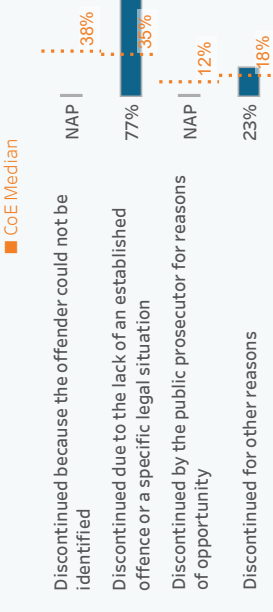 CoE Median
38%
NAP
Discontinued because the offender could not be
identified
35%
77%
Discontinued due to the lack of an established
offence or a specific legal situation
12%
NAP
Discontinued by the public prosecutor for reasons
of opportunity
18%
23%
Discontinued for other reasons